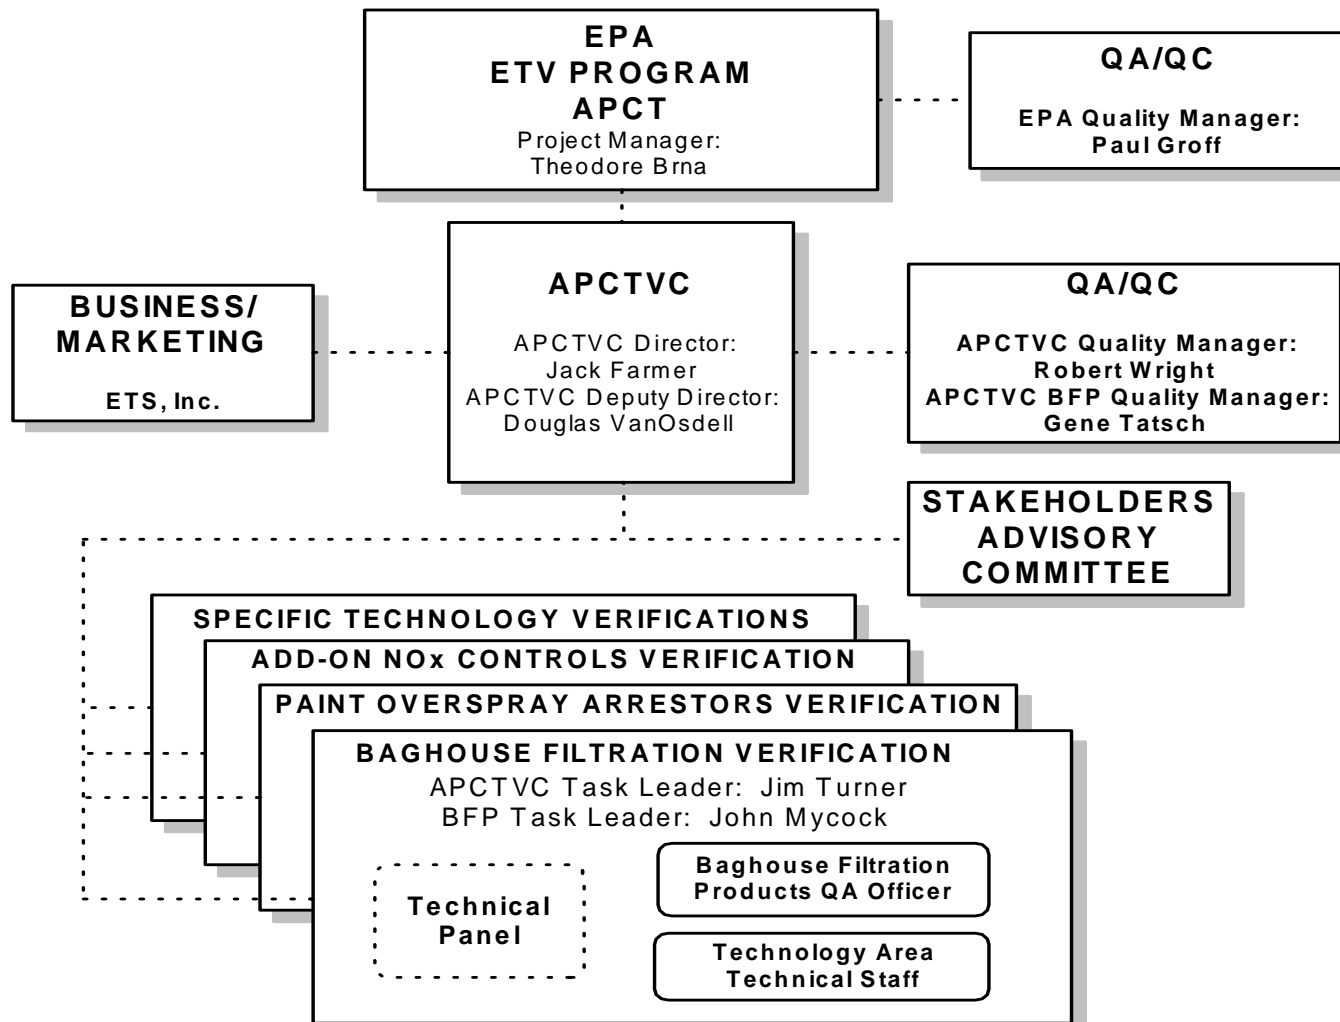 EPA
ETV PROGRAM
APCT
Project Manager:
Theodore Brna
QA/QC
EPA Quality Manager:
Paul Groff
BUSINESS/
MARKETING
ETS, Inc.
APCTVC
APCTVC Director:
Jack Farmer
APCTVC Deputy Director:
Douglas VanOsdell
QA/QC
APCTVC Quality Manager:
Robert Wright
APCTVC BFP Quality Manager:
Gene Tatsch
STAKEHOLDERS
ADVISORY
COMMITTEE
SPECIFIC TECHNOLOGY VERIFICATIONS
ADD-ON NOx CONTROLS VERIFICATION
PAINT OVERSPRAY ARRESTORS VERIFICATION
BAGHOUSE FILTRATION VERIFICATION
APCTVC Task Leader: Jim Turner
BFP Task Leader: John Mycock
Technical
Panel
Baghouse Filtration
Products QA Officer
Technology Area
Technical Staff